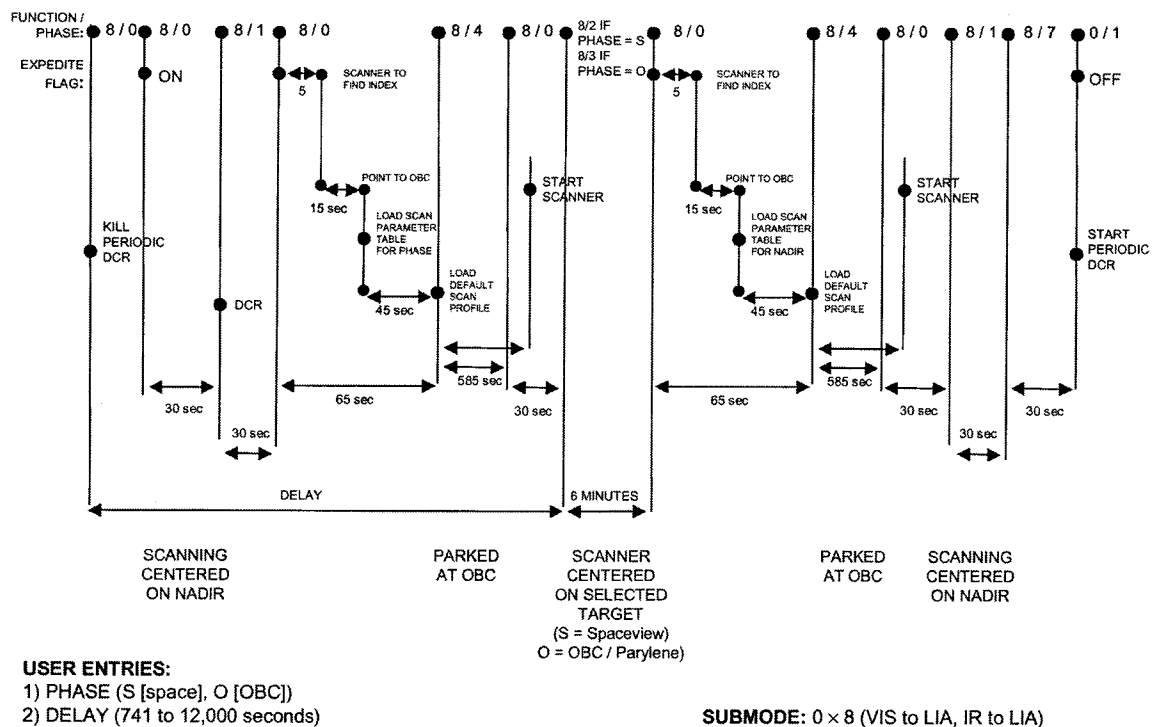 FUNCTION / PHASE: 8 / 0 8 / 0 8 / 1 8 / 0 8 / 4 8 / 0 8/2 IF PHASE = S 8/3 IF PHASE = O 8 / 0 8 / 4 8 / 0 8 / 1 8 / 7 0 / 1
EXPEDITE FLAG: ON OFF
SCANNER TO
FIND INDEX
5
SCANNER TO
FIND INDEX
5
POINT TO OBC
15 sec
START
SCANNER
POINT TO OBC
15 sec
START
SCANNER
KILL
PERIODIC
DCR
LOAD SCAN
PARAMETER
TABLE
FOR PHASE
LOAD SCAN
PARAMETER
TABLE
FOR NADIR
START
PERIODIC
DCR
DCR
LOAD
DEFAULT
SCAN
PROFILE
45 sec
LOAD
DEFAULT
SCAN
PROFILE
45 sec
30 sec
30 sec
65 sec
585 sec
30 sec
65 sec
585 sec
30 sec
30 sec
30 sec
DELAY
6 MINUTES
SCANNING
CENTERED
ON NADIR
PARKED
AT OBC
SCANNER
CENTERED
ON SELECTED
TARGET
(S = Spaceview)
O = OBC / Parylene)
PARKED
AT OBC
SCANNING
CENTERED
ON NADIR
USER ENTRIES:
1) PHASE (S [space], O [OBC])
2) DELAY (741 to 12,000 seconds)
SUBMODE: 0 × 8 (VIS to LIA, IR to LIA)